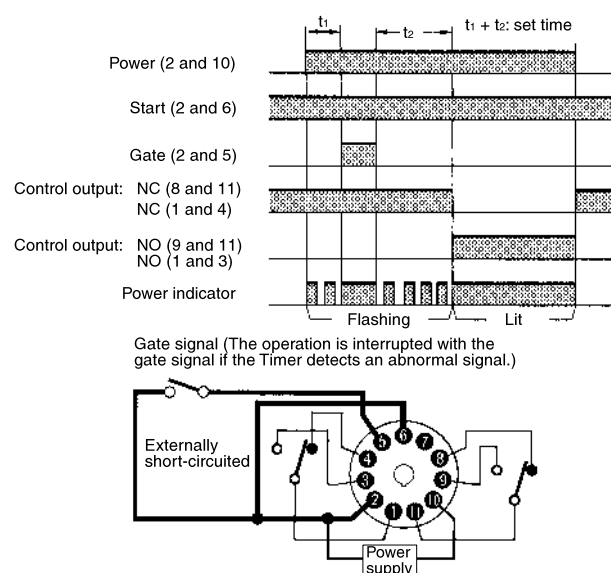 t1
t2
t1 + t2: set time
Power (2 and 10)
Start (2 and 6)
Gate (2 and 5)
Control output: NC (8 and 11)
NC (1 and 4)
Control output: NO (9 and 11)
NO (1 and 3)
Power indicator
Flashing
Lit
Gate signal (The operation is interrupted with the
gate signal if the Timer detects an abnormal signal.)
Externally
short-circuited
5
6
7
4
8
3
9
2
10
1
11
Power
supply